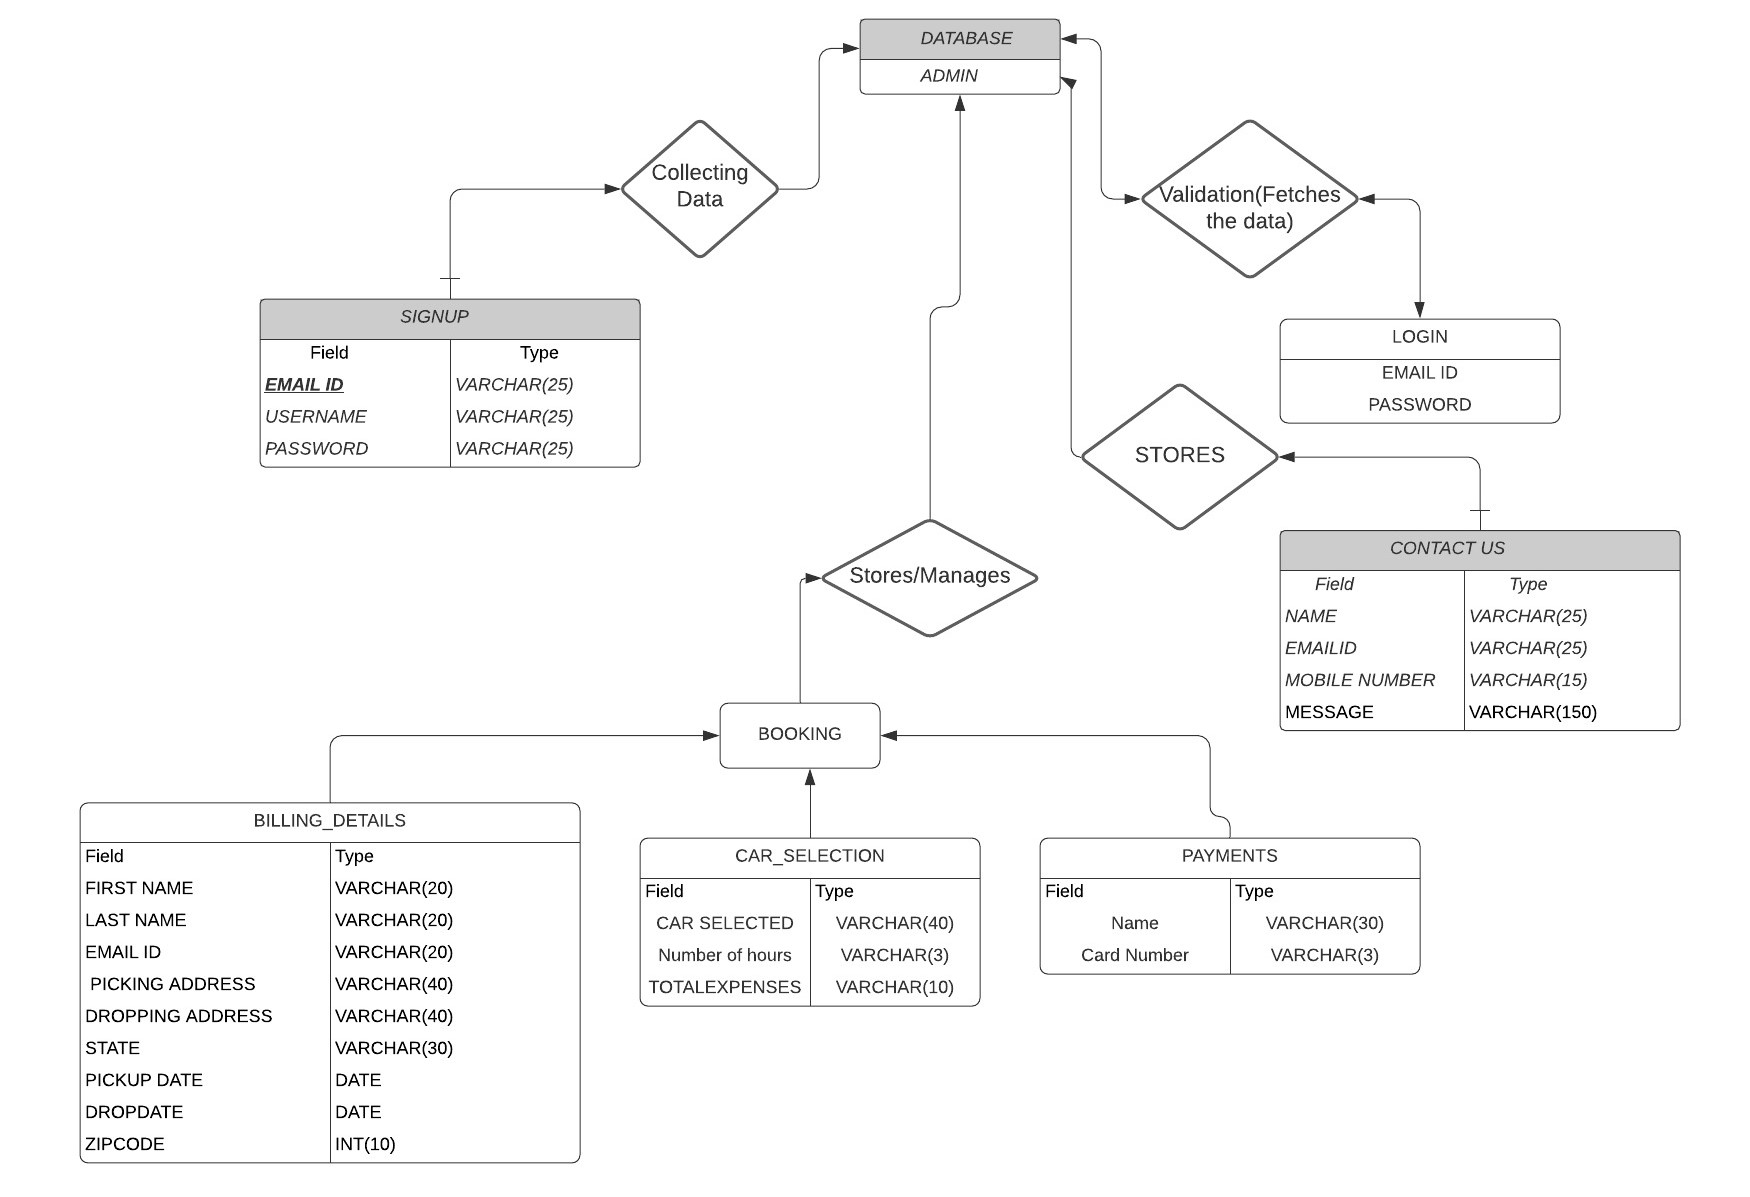 DATABASE
ADMIN
Collecting
Data
Validation(Fetches
the data)
SIGNUP
Field Type
EMAIL ID VARCHAR(25)
USERNAME VARCHAR(25)
PASSWORD VARCHAR(25)
LOGIN
EMAIL ID
PASSWORD
STORES
Stores/Manages
CONTACT US
Field Type
NAME VARCHAR(25)
EMAILID VARCHAR(25)
MOBILE NUMBER VARCHAR(15)
MESSAGE VARCHAR(150)
BOOKING
BILLING_DETAILS
Field Type
FIRST NAME VARCHAR(20)
LAST NAME VARCHAR(20)
EMAIL ID VARCHAR(20)
PICKING ADDRESS VARCHAR(40)
DROPPING ADDRESS VARCHAR(40)
STATE VARCHAR(30)
PICKUP DATE DATE
DROPDATE DATE
ZIPCODE INT(10)
CAR_SELECTION
Field Type
CAR SELECTED VARCHAR(40)
Number of hours VARCHAR(3)
TOTALEXPENSES VARCHAR(10)
PAYMENTS
Field Type
Name VARCHAR(30)
Card Number VARCHAR(3)